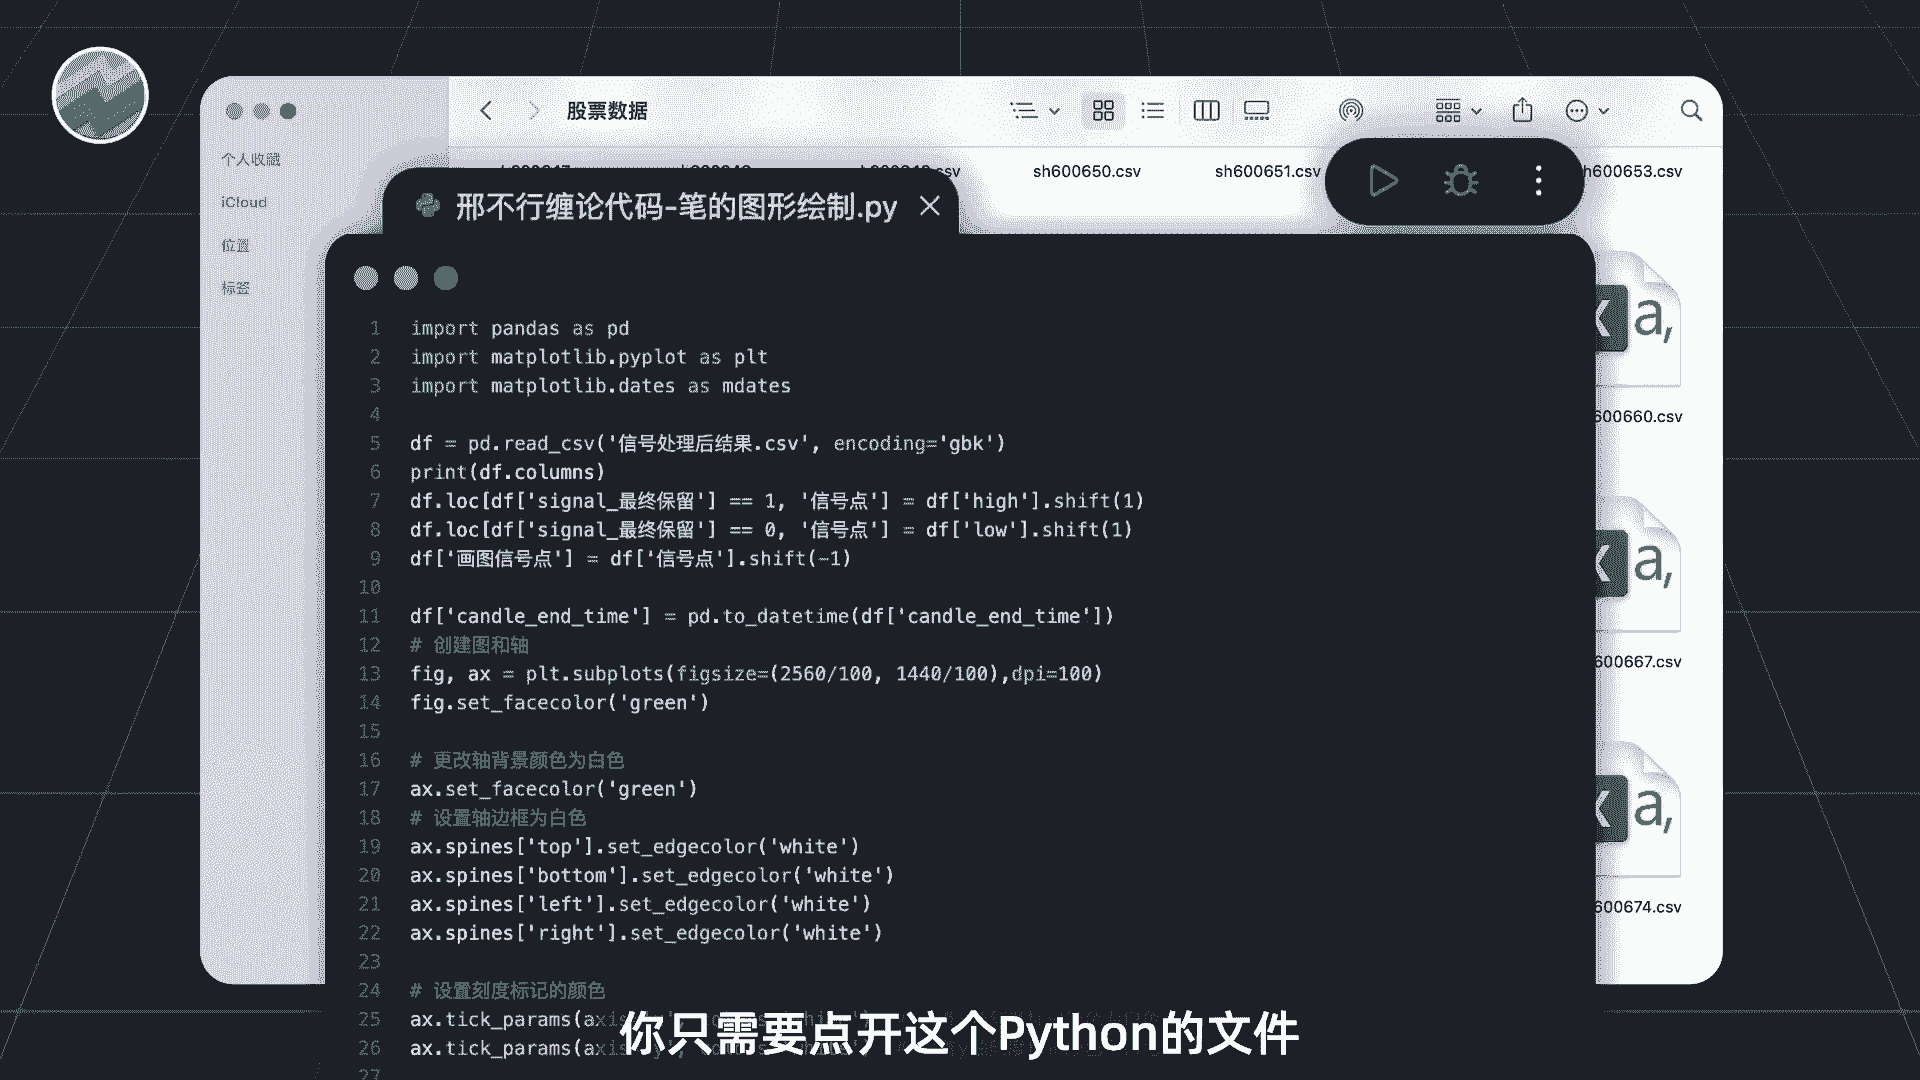 股票数据
个人收藏
iCloud
位置
标签
sh600650.csv
sh600651.csv
h600653.csv
邢不行缠论代码-笔的图形绘制.py
600660.csv
600667.csv
600674.csv
a,
a,
a,
1 import pandas as pd
2 import matplotlib.pyplot as plt
3 import matplotlib.dates as mdates
4
5 df = pd.read_csv('信号处理后结果.csv', encoding='gbk')
6 print(df.columns)
7 df.loc[df['signal_最终保留'] == 1, '信号点'] = df['high'].shift(1)
8 df.loc[df['signal_最终保留'] == 0, '信号点'] = df['low'].shift(1)
9 df['画图信号点'] = df['信号点'].shift(-1)
10
11 df['candle_end_time'] = pd.to_datetime(df['candle_end_time'])
12 # 创建图和轴
13 fig, ax = plt.subplots(figsize=(2560/100, 1440/100),dpi=100)
14 fig.set_facecolor('green')
15
16 # 更改轴背景颜色为白色
17 ax.set_facecolor('green')
18 # 设置轴边框为白色
19 ax.spines['top'].set_edgecolor('white')
20 ax.spines['bottom'].set_edgecolor('white')
21 ax.spines['left'].set_edgecolor('white')
22 ax.spines['right'].set_edgecolor('white')
23
24 # 设置刻度标记的颜色
25 ax.tick_params(axis
26 ax.tick_params(axis
27
你只需要点开这个Python的文件